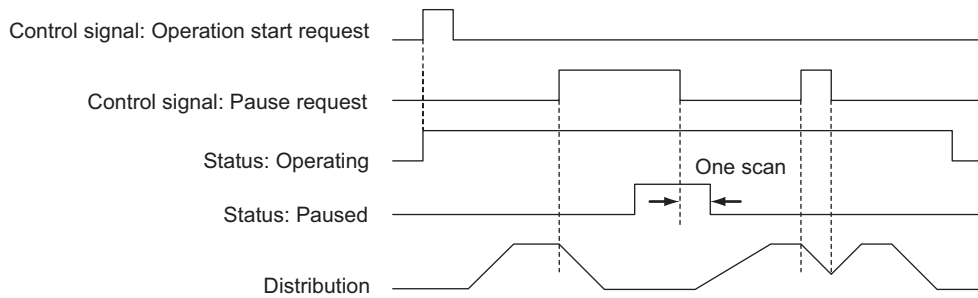 Control signal: Operation start request
Control signal: Pause request
Status: Operating
One scan
Status: Paused
Distribution